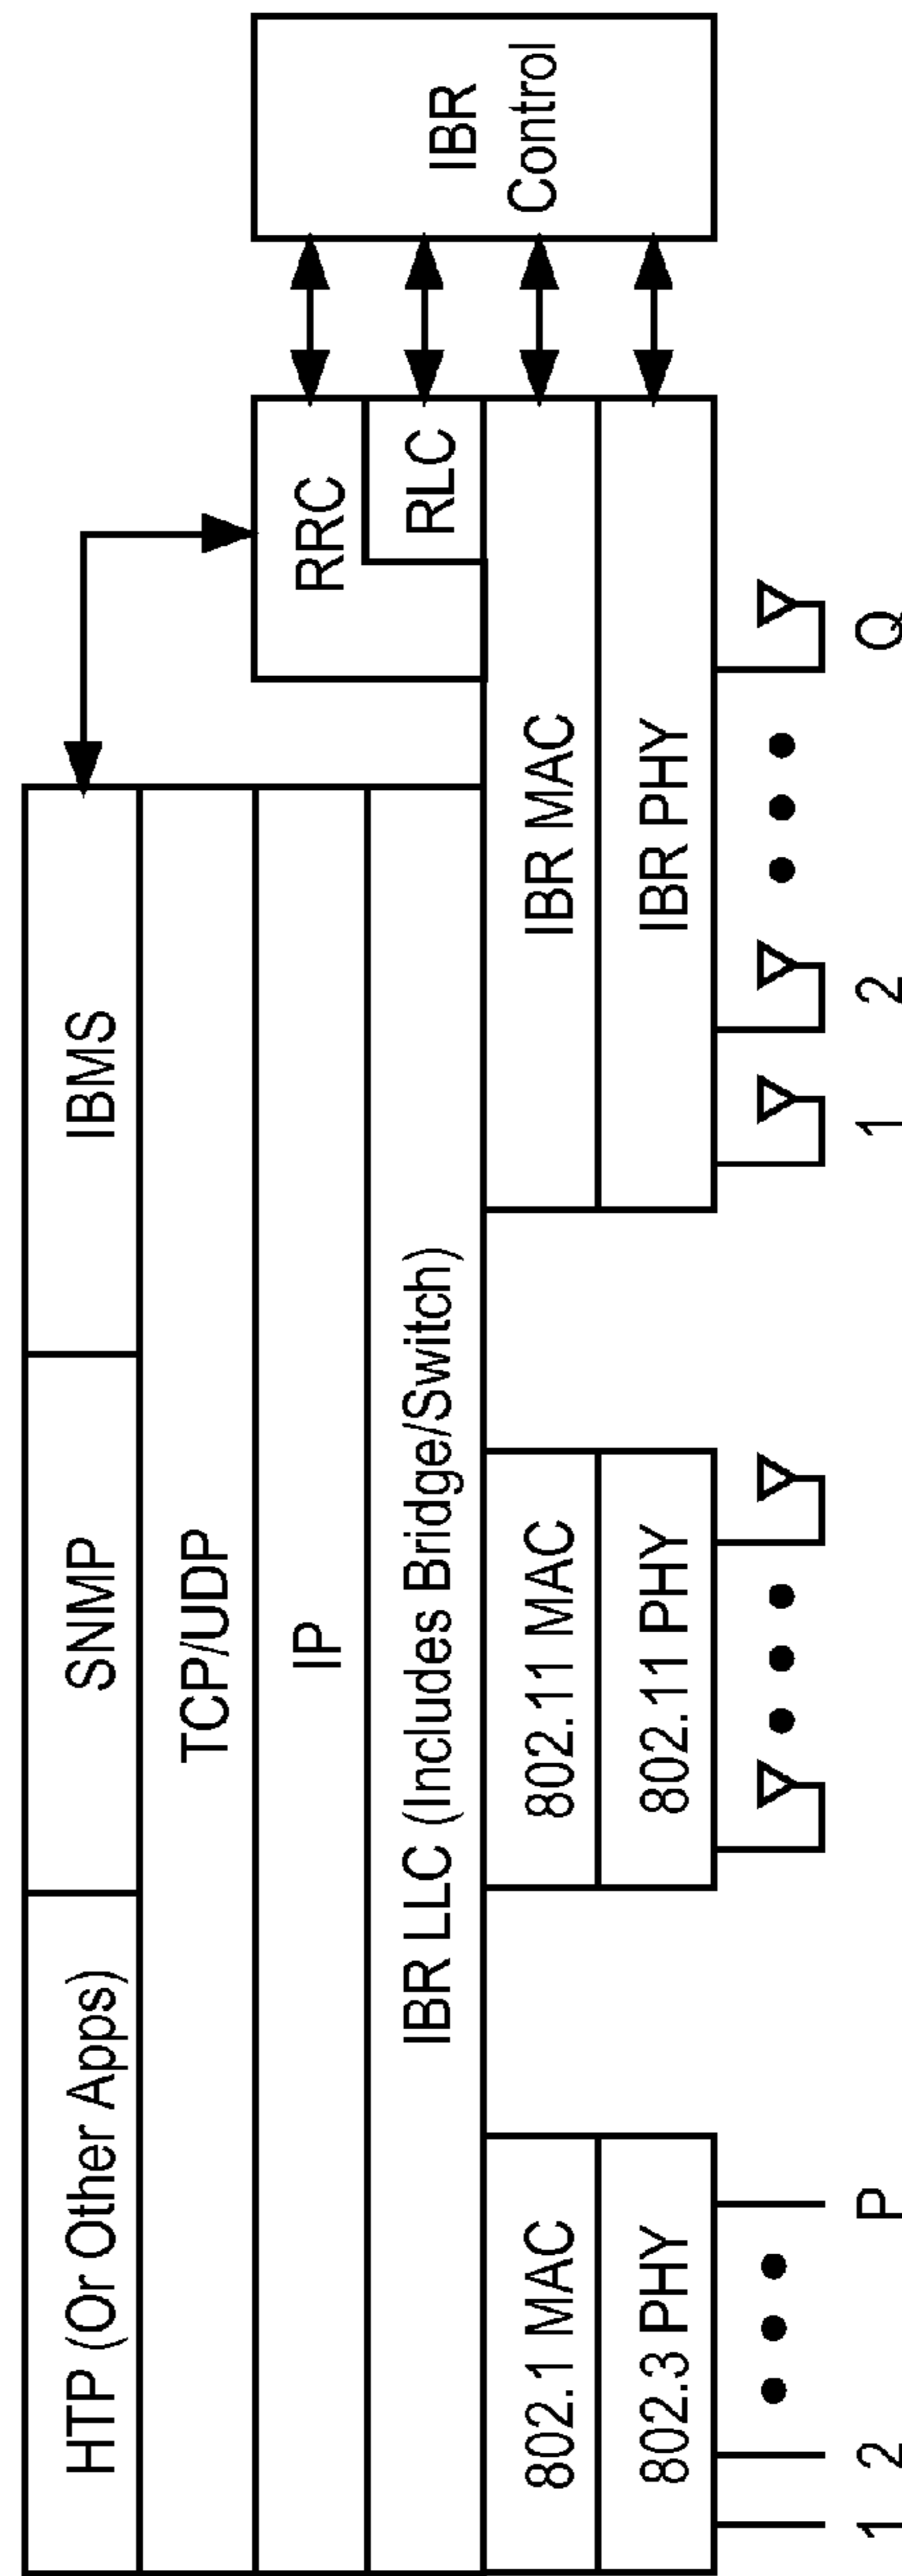 HTP (Or Other Apps)
SNMP
IBMS
TCP/UDP
IP
IBR LLC (Includes Bridge/Switch)
RRC
RLC
IBR
Control
802.1 MAC
802.3 PHY
802.11 MAC
802.11 PHY
IBR MAC
IBR PHY
1
2
P
1
2
Q